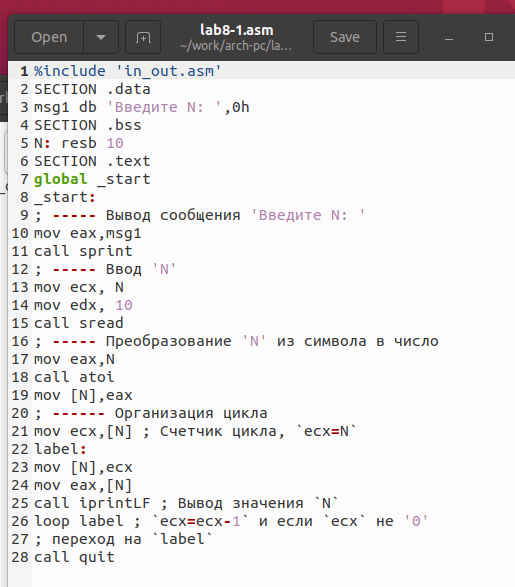 Open
lab8-1.asm
~/work/arch-pc/la...
Save
1 %include 'in_out.asm'
2 SECTION .data
3 msg1 db 'Введите N: ',0h
4 SECTION .bss
5 N: resb 10
6 SECTION .text
7 global _start
8 _start:
9 ; ----- Вывод сообщения 'Введите N: '
10 mov eax,msg1
11 call sprint
12 ; ----- Ввод 'N'
13 mov ecx, N
14 mov edx, 10
15 call sread
16 ; ----- Преобразование 'N' из символа в число
17 mov eax,N
18 call atoi
19 mov [N],eax
20 ; ------ Организация цикла
21 mov ecx,[N] ; Счетчик цикла, `ecx=N`
22 label:
23 mov [N],ecx
24 mov eax,[N]
25 call iprintLF ; Вывод значения `N`
26 loop label ; `ecx=ecx-1` и если `ecx` не '0'
27 ; переход на `label`
28 call quit